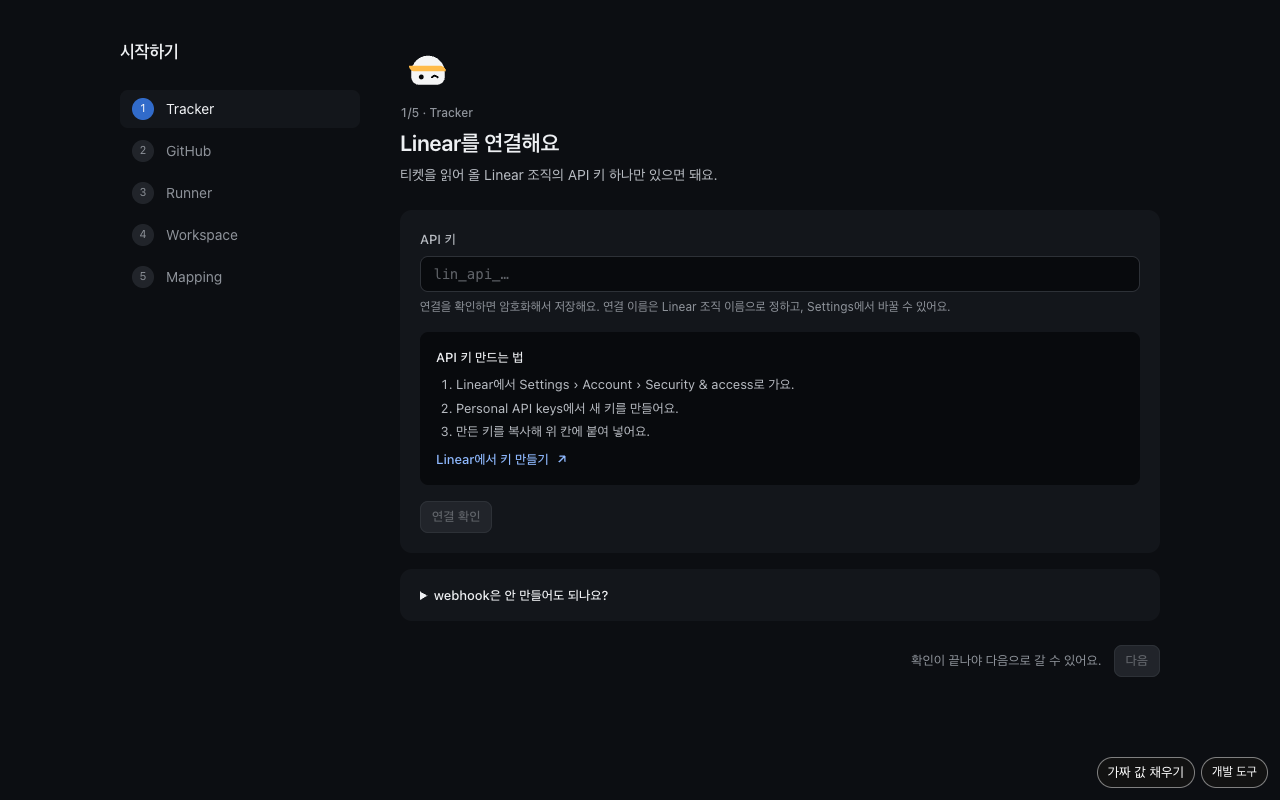 시작하기
1 Tracker
2 GitHub
3 Runner
4 Workspace
5 Mapping
1/5 · Tracker
Linear를 연결해요
티켓을 읽어 올 Linear 조직의 API 키 하나만 있으면 돼요.
API 키
lin_api_…
연결을 확인하면 암호화해서 저장해요. 연결 이름은 Linear 조직 이름으로 정하고, Settings에서 바꿀 수 있어요.
API 키 만드는 법
1. Linear에서 Settings › Account › Security & access로 가요.
2. Personal API keys에서 새 키를 만들어요.
3. 만든 키를 복사해 위 칸에 붙여 넣어요.
Linear에서 키 만들기 ↗
연결 확인
▶ webhook은 안 만들어도 되나요?
확인이 끝나야 다음으로 갈 수 있어요.
다음
가짜 값 채우기
개발 도구